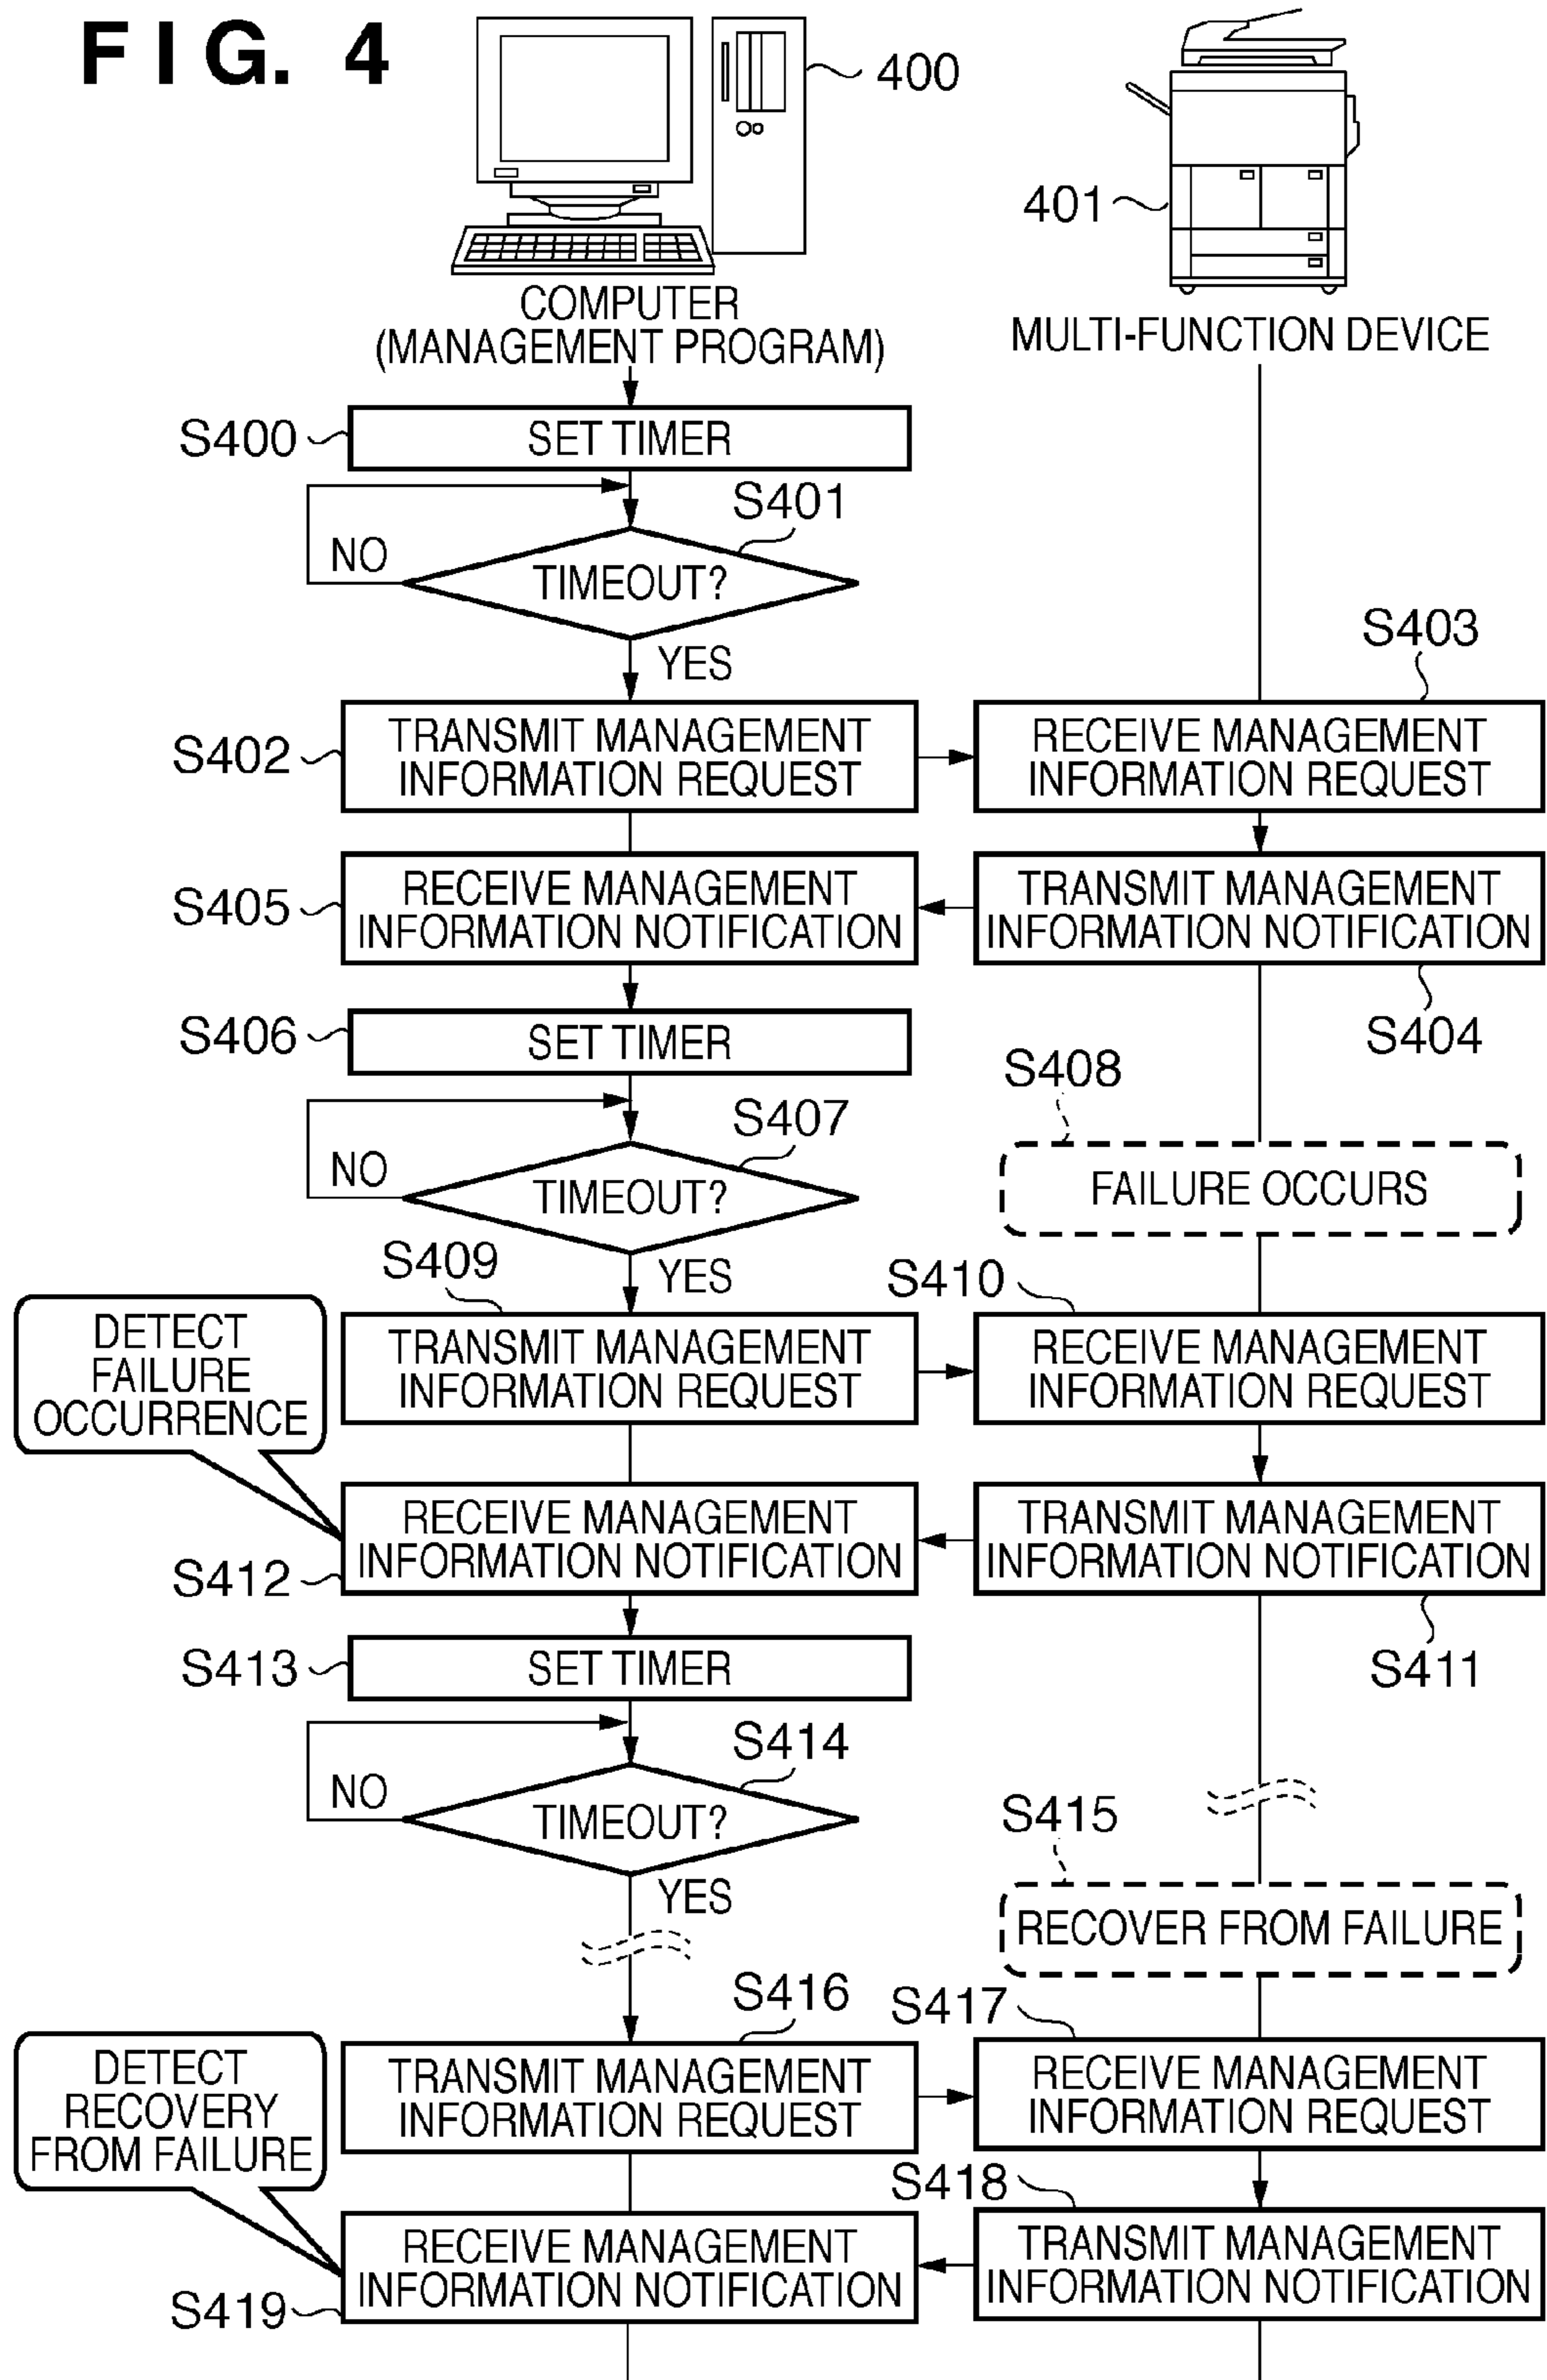 FIG. 4
400
401
COMPUTER
(MANAGEMENT PROGRAM)
MULTI-FUNCTION DEVICE
S400
SET TIMER
S401
NO
TIMEOUT?
YES
S403
S402
TRANSMIT MANAGEMENT
INFORMATION REQUEST
RECEIVE MANAGEMENT
INFORMATION REQUEST
S405
RECEIVE MANAGEMENT
INFORMATION NOTIFICATION
TRANSMIT MANAGEMENT
INFORMATION NOTIFICATION
S404
S406
SET TIMER
S408
S407
NO
TIMEOUT?
FAILURE OCCURS
YES
S409
S410
DETECT
FAILURE
OCCURRENCE
TRANSMIT MANAGEMENT
INFORMATION REQUEST
RECEIVE MANAGEMENT
INFORMATION REQUEST
S412
RECEIVE MANAGEMENT
INFORMATION NOTIFICATION
TRANSMIT MANAGEMENT
INFORMATION NOTIFICATION
S411
S413
SET TIMER
S414
NO
TIMEOUT?
YES
S415
RECOVER FROM FAILURE
S416
S417
DETECT
RECOVERY
FROM FAILURE
TRANSMIT MANAGEMENT
INFORMATION REQUEST
RECEIVE MANAGEMENT
INFORMATION REQUEST
S418
S419
RECEIVE MANAGEMENT
INFORMATION NOTIFICATION
TRANSMIT MANAGEMENT
INFORMATION NOTIFICATION